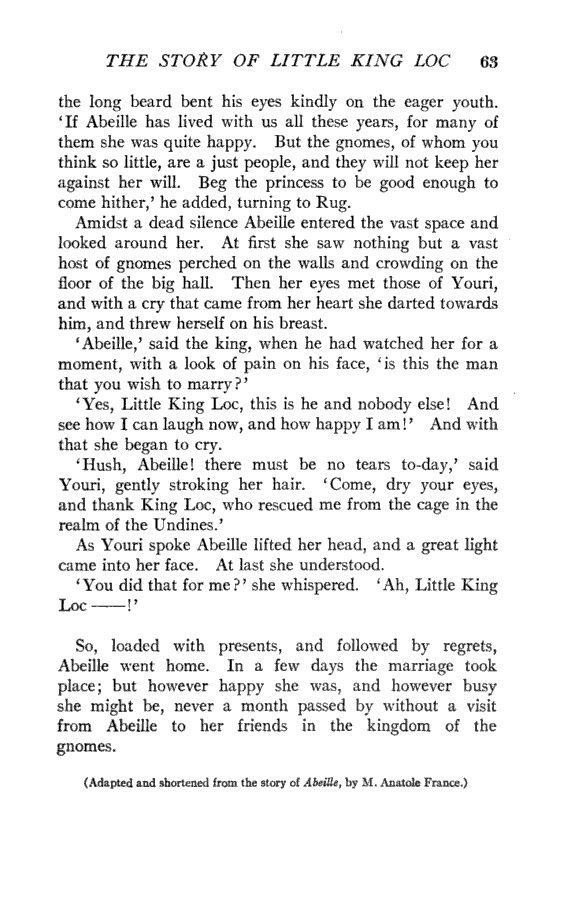 THE STORY OF LITTLE KING LOC 63
the long beard bent his eyes kindly on the eager youth.
'If Abeille has lived with us all these years, for many of
them she was quite happy. But the gnomes, of whom you
think so little, are a just people, and they will not keep her
against her will. Beg the princess to be good enough to
come hither,' he added, turning to Rug.
Amidst a dead silence Abeille entered the vast space and
looked around her. At first she saw nothing but a vast
host of gnomes perched on the walls and crowding on the
floor of the big hall. Then her eyes met those of Youri,
and with a cry that came from her heart she darted towards
him, and threw herself on his breast.
'Abeille,' said the king, when he had watched her for a
moment, with a look of pain on his face, 'is this the man
that you wish to marry?'
'Yes, Little King Loc, this is he and nobody else! And
see how I can laugh now, and how happy I am!' And with
that she began to cry.
'Hush, Abeille! there must be no tears to-day,' said
Youri, gently stroking her hair. 'Come, dry your eyes,
and thank King Loc, who rescued me from the cage in the
realm of the Undines.'
As Youri spoke Abeille lifted her head, and a great light
came into her face. At last she understood.
'You did that for me?' she whispered. 'Ah, Little King
Loc ——!'
So, loaded with presents, and followed by regrets,
Abeille went home. In a few days the marriage took
place; but however happy she was, and however busy
she might be, never a month passed by without a visit
from Abeille to her friends in the kingdom of the
gnomes.
(Adapted and shortened from the story of Abeille, by M. Anatole France.)